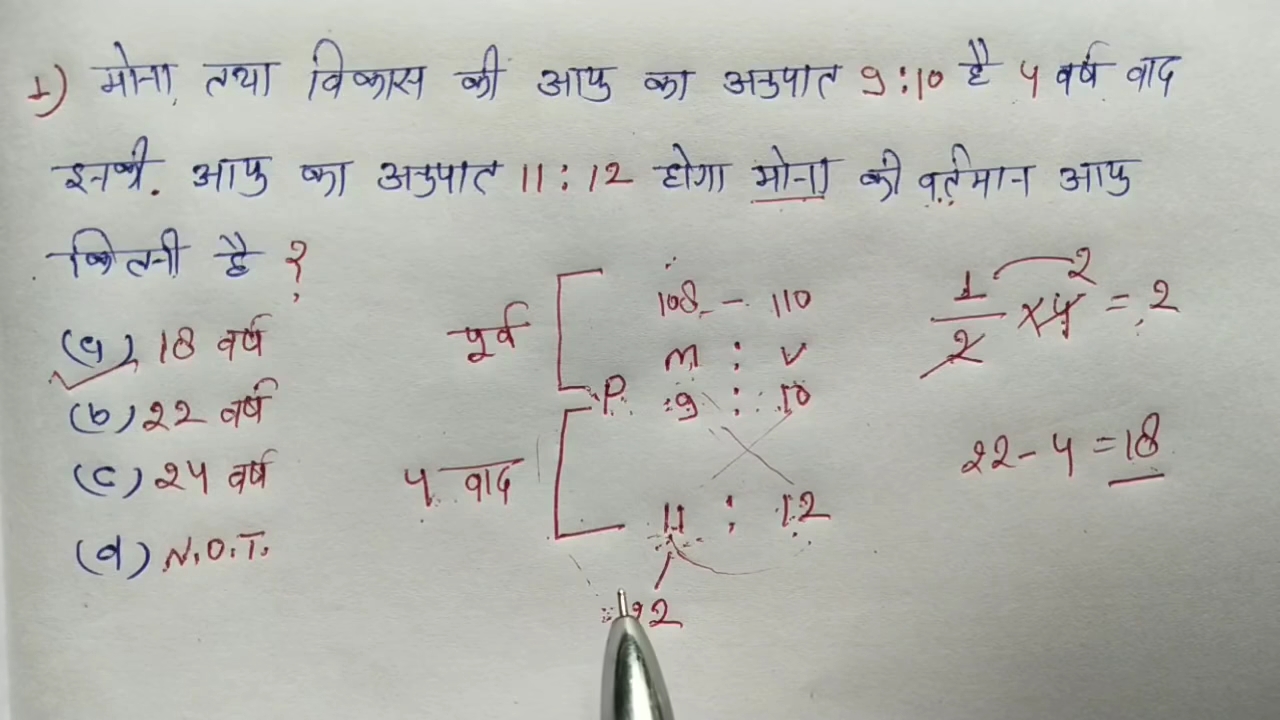 1) मोना तथा विकास की आयु का अनुपात 9:10 है 4 वर्ष वाद
इनकी आयु का अनुपात 11:12 होगा मोना की वर्तमान आयु
कितनी है ?
(a) 18 वर्ष
(b) 22 वर्ष
(c) 24 वर्ष
(d) N.O.T.
पूर्व
108 - 110
M : V
P. 9 : 10
4 वाद
11 : 12
22
1/2 × 4 = 2
2
22 - 4 = 18